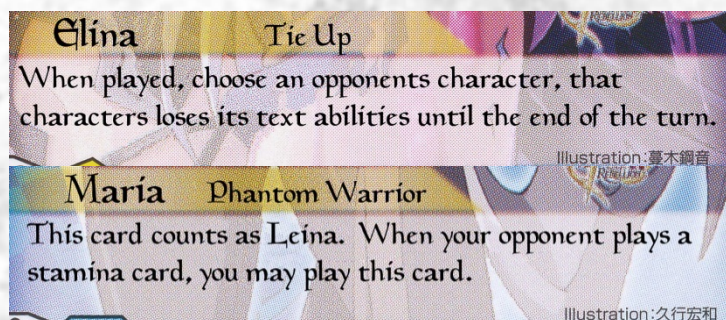 Elina Tie Up
When played, choose an opponents character, that
characters loses its text abilities until the end of the turn.
Illustration:蔓木鋼音
REBELLION
María Phantom Warrior
This card counts as Leina. When your opponent plays a
stamina card, you may play this card.
Illustration:久行宏和